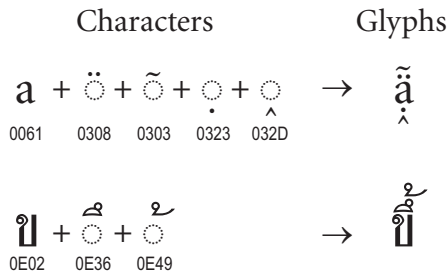 Characters Glyphs
a + ◌̈ + ◌̃ + ◌̣ + ◌̭ → ạ̭̈̃
0061 0308 0303 0323 032D
ข + ◌ึ + ◌้ → ขึ้
0E02 0E36 0E49